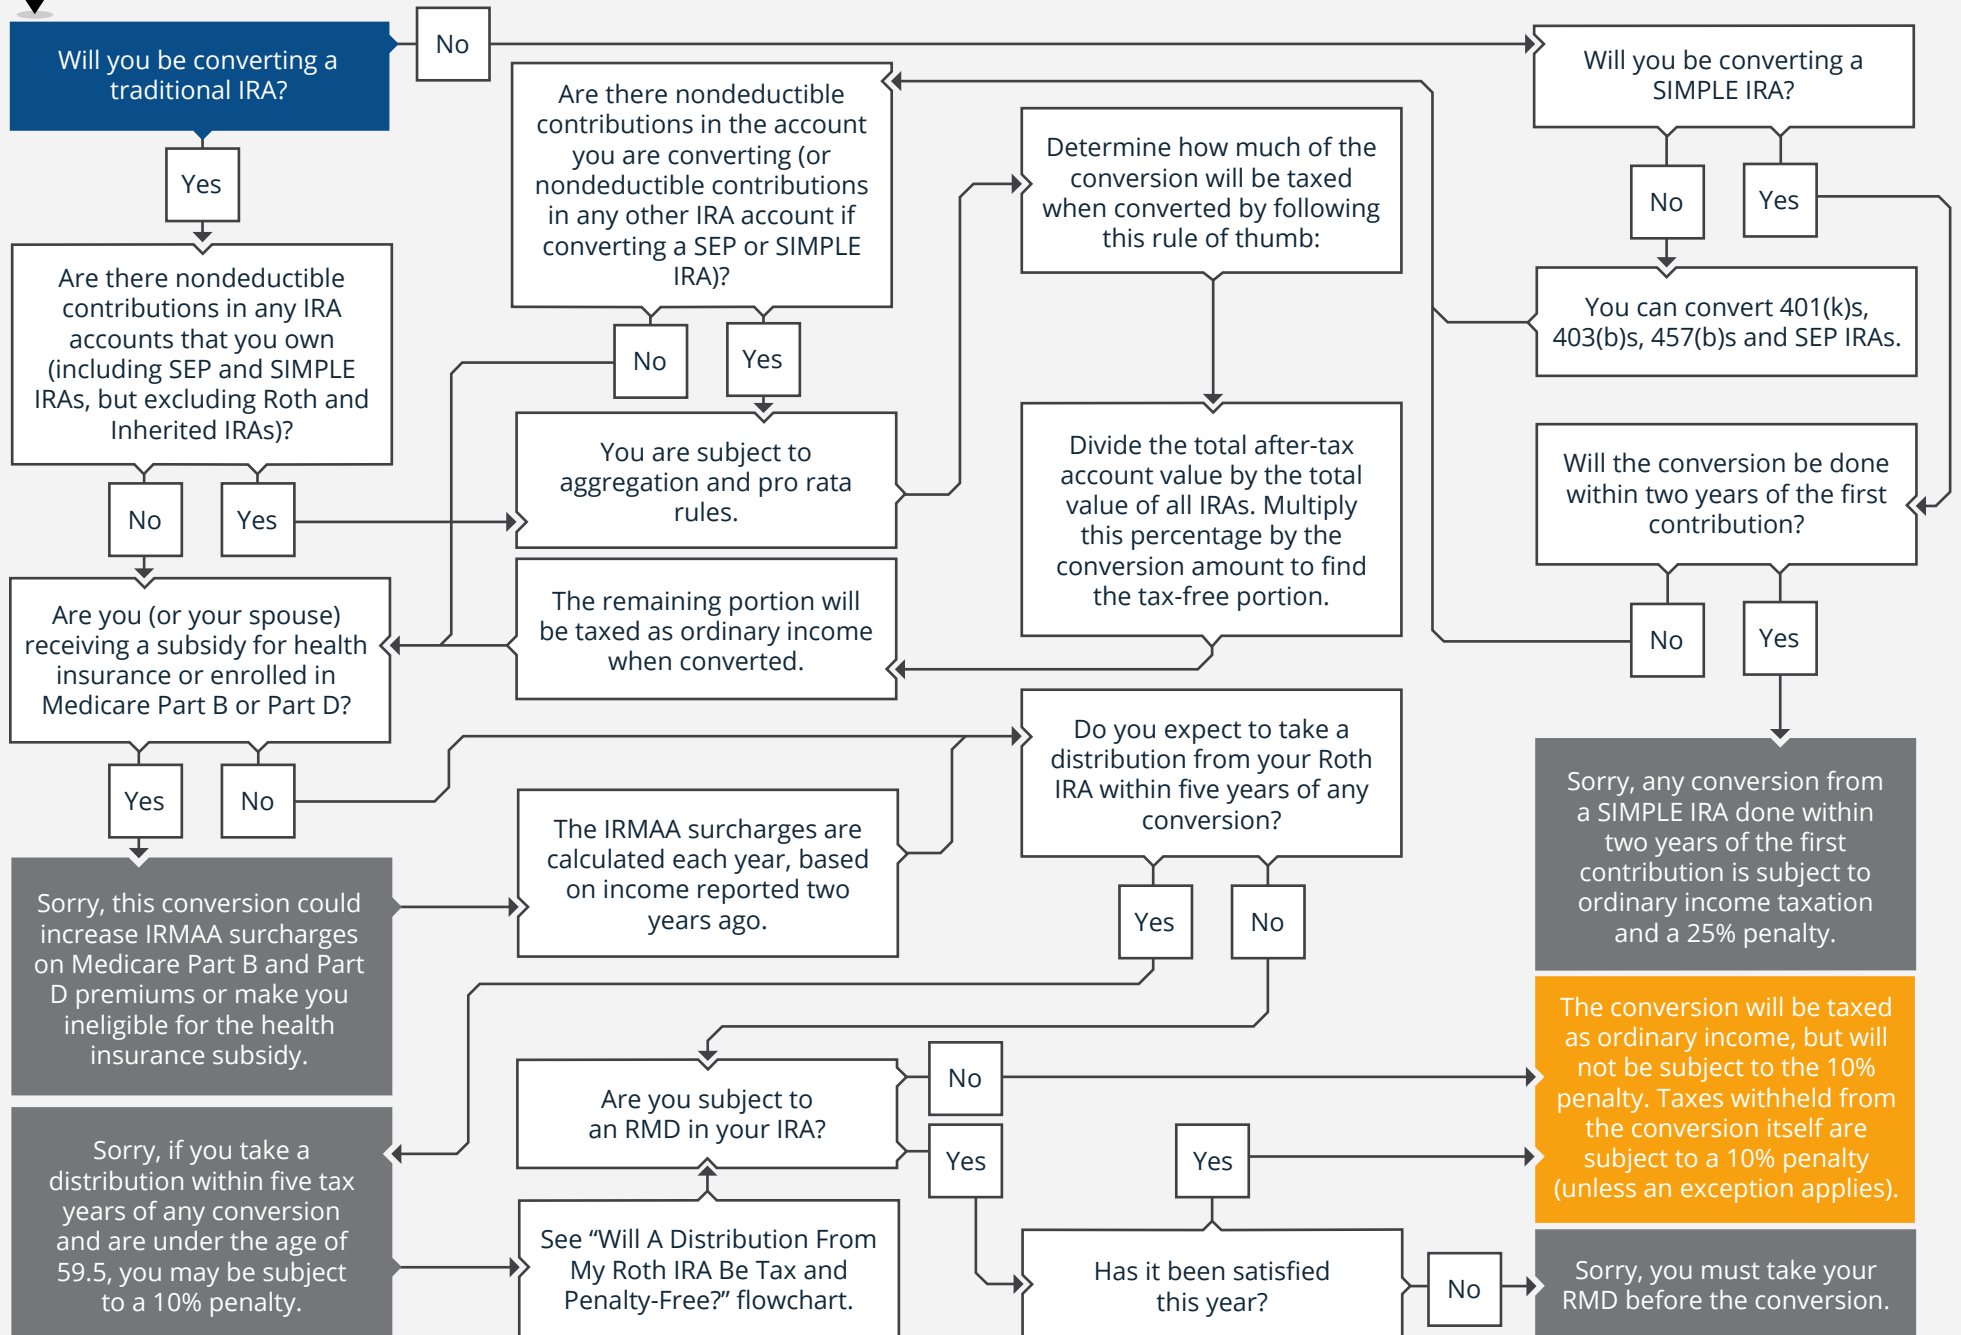 Will you be converting a
traditional IRA?
No
Yes
Will you be converting a
SIMPLE IRA?
No
Yes
Are there nondeductible
contributions in the account
you are converting (or
nondeductible contributions
in any other IRA account if
converting a SEP or SIMPLE
IRA)?
No
Yes
Determine how much of the
conversion will be taxed
when converted by following
this rule of thumb:
Are there nondeductible
contributions in any IRA
accounts that you own
(including SEP and SIMPLE
IRAs, but excluding Roth and
Inherited IRAs)?
No
Yes
You can convert 401(k)s,
403(b)s, 457(b)s and SEP IRAs.
You are subject to
aggregation and pro rata
rules.
Divide the total after-tax
account value by the total
value of all IRAs. Multiply
this percentage by the
conversion amount to find
the tax-free portion.
Will the conversion be done
within two years of the first
contribution?
No
Yes
The remaining portion will
be taxed as ordinary income
when converted.
Are you (or your spouse)
receiving a subsidy for health
insurance or enrolled in
Medicare Part B or Part D?
Yes
No
Do you expect to take a
distribution from your Roth
IRA within five years of any
conversion?
Yes
No
Sorry, any conversion from
a SIMPLE IRA done within
two years of the first
contribution is subject to
ordinary income taxation
and a 25% penalty.
The IRMAA surcharges are
calculated each year, based
on income reported two
years ago.
Sorry, this conversion could
increase IRMAA surcharges
on Medicare Part B and Part
D premiums or make you
ineligible for the health
insurance subsidy.
The conversion will be taxed
as ordinary income, but will
not be subject to the 10%
penalty. Taxes withheld from
the conversion itself are
subject to a 10% penalty
(unless an exception applies).
Are you subject to
an RMD in your IRA?
No
Yes
Yes
Sorry, if you take a
distribution within five tax
years of any conversion
and are under the age of
59.5, you may be subject
to a 10% penalty.
See “Will A Distribution From
My Roth IRA Be Tax and
Penalty-Free?” flowchart.
Has it been satisfied
this year?
No
Sorry, you must take your
RMD before the conversion.